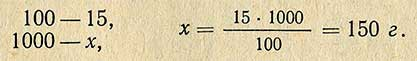 100 — 15,
1000 — x,
x = 15 · 1000 / 100 = 150 г.